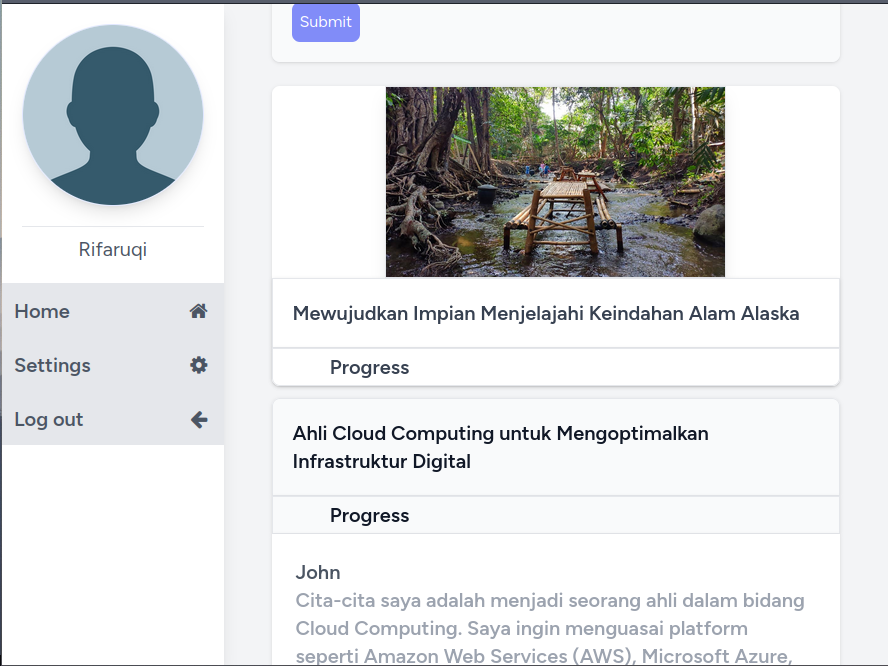 Submit
Rifaruqi
Home
Settings
Log out
Mewujudkan Impian Menjelajahi Keindahan Alam Alaska
Progress
Ahli Cloud Computing untuk Mengoptimalkan
Infrastruktur Digital
Progress
John
Cita-cita saya adalah menjadi seorang ahli dalam bidang
Cloud Computing. Saya ingin menguasai platform
seperti Amazon Web Services (AWS), Microsoft Azure,